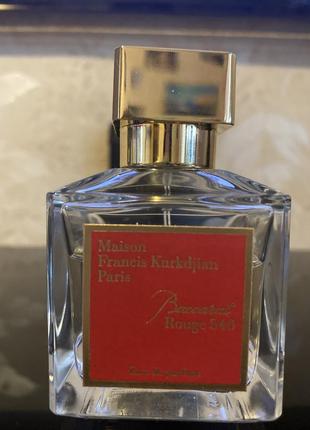 Maison
Francis Kurkdjian
Paris
Baccarat
Rouge 540
Eau de parfum